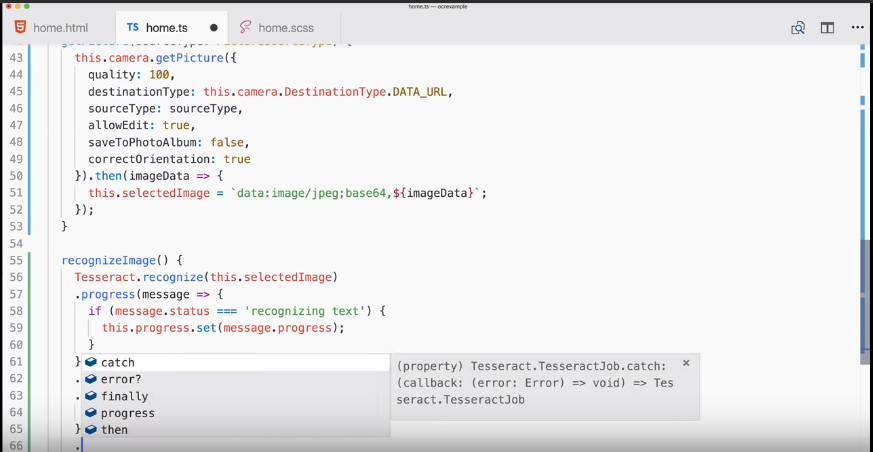 home.ts — ocrexample
home.html TS home.ts home.scss
43 this.camera.getPicture({
44 quality: 100,
45 destinationType: this.camera.DestinationType.DATA_URL,
46 sourceType: sourceType,
47 allowEdit: true,
48 saveToPhotoAlbum: false,
49 correctOrientation: true
50 }).then(imageData => {
51 this.selectedImage = `data:image/jpeg;base64,${imageData}`;
52 });
53 }
54
55 recognizeImage() {
56 Tesseract.recognize(this.selectedImage)
57 .progress(message => {
58 if (message.status === 'recognizing text') {
59 this.progress.set(message.progress);
60 }
61 } catch (property) Tesseract.TesseractJob.catch:
62 . error? (callback: (error: Error) => void) => Tes
63 . finally seract.TesseractJob
64 progress
65 } then
66 .